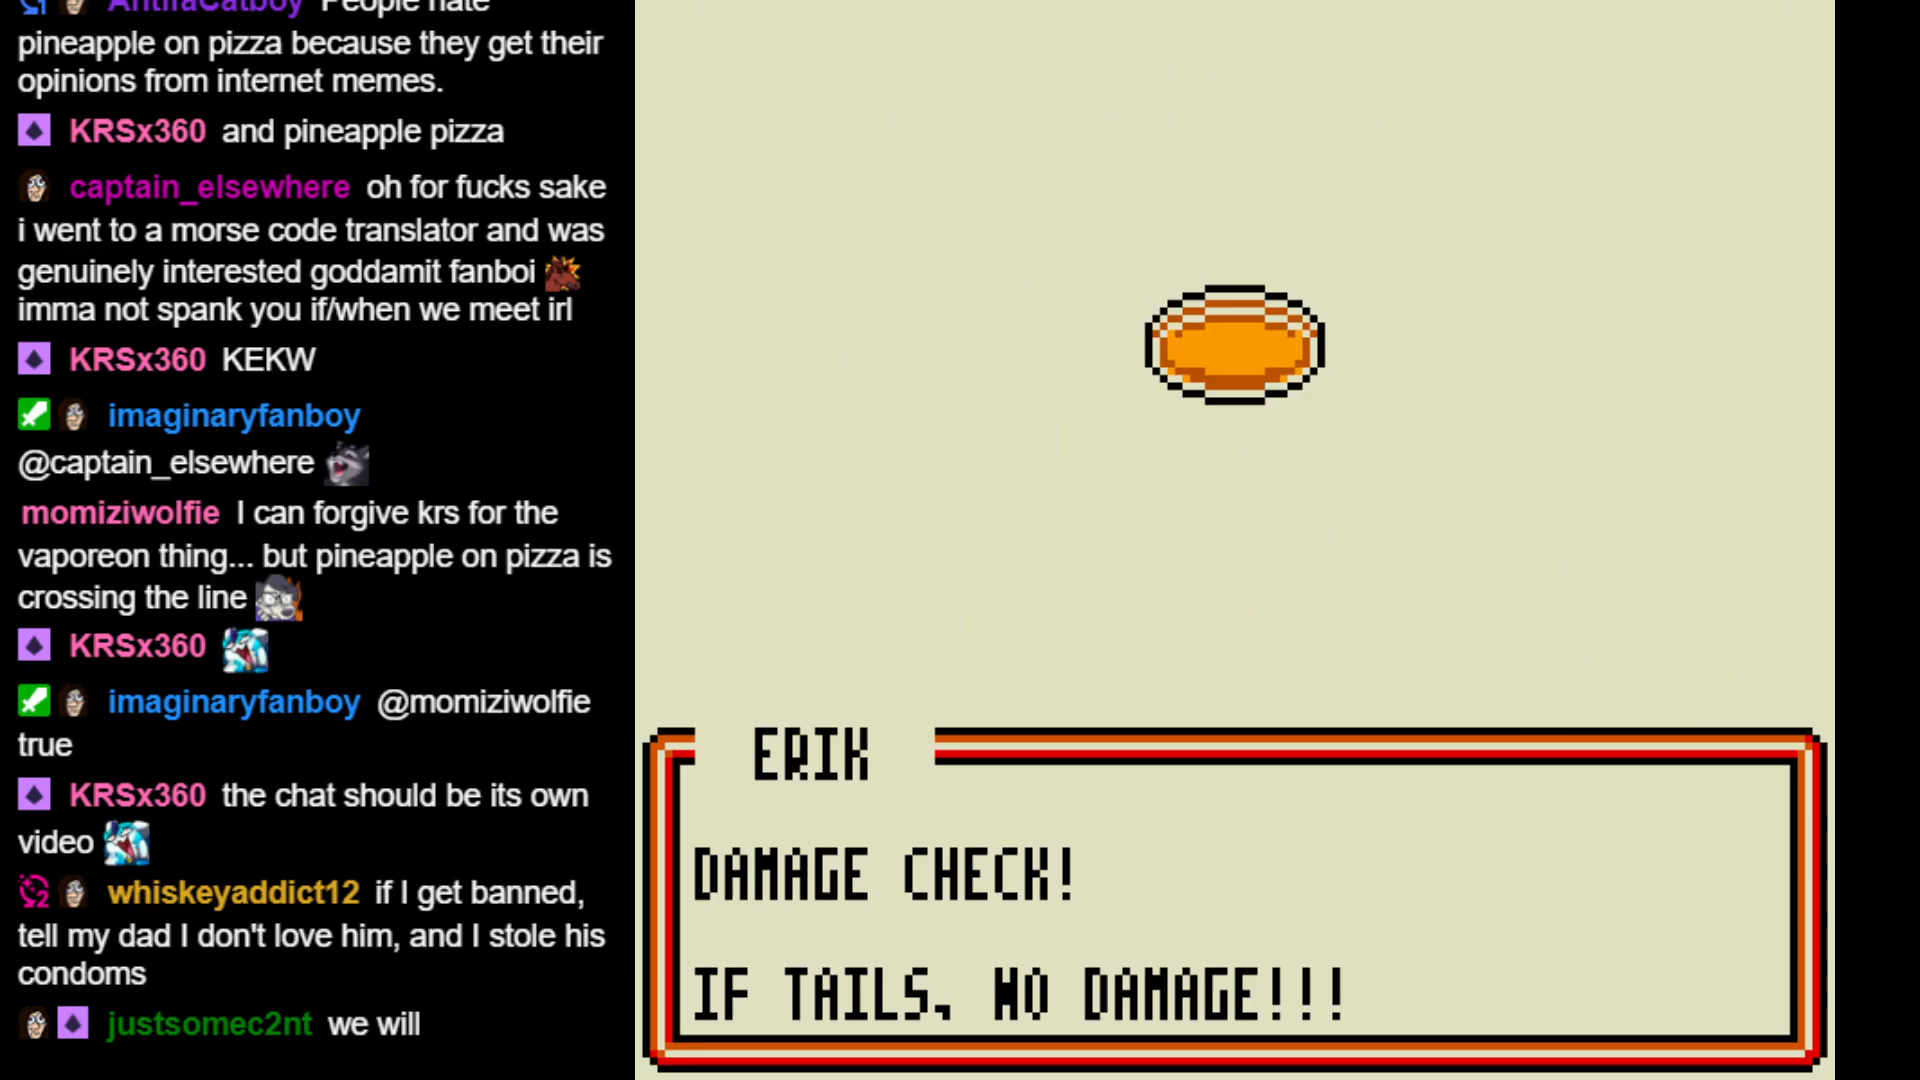 AntifaCatboy People hate
pineapple on pizza because they get their
opinions from internet memes.
KRSx360 and pineapple pizza
captain_elsewhere oh for fucks sake
i went to a morse code translator and was
genuinely interested goddamit fanboi
imma not spank you if/when we meet irl
KRSx360 KEKW
imaginaryfanboy
@captain_elsewhere
momiziwolfie I can forgive krs for the
vaporeon thing... but pineapple on pizza is
crossing the line
KRSx360
imaginaryfanboy @momiziwolfie
true
KRSx360 the chat should be its own
video
whiskeyaddict12 if I get banned,
tell my dad I don't love him, and I stole his
condoms
justsomec2nt we will
ERIK
DAMAGE CHECK!
IF TAILS, NO DAMAGE!!!